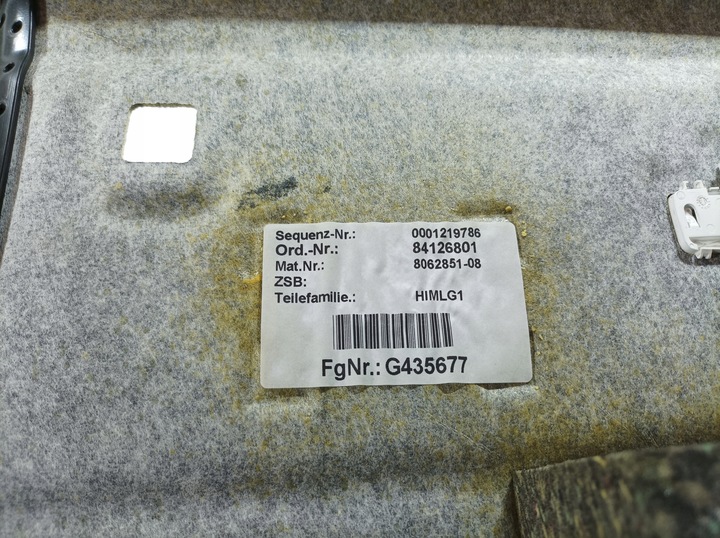 Sequenz-Nr.: 0001219786
Ord.-Nr.: 84126801
Mat.Nr.: 8062851-08
ZSB:
Teilefamilie.: HIMLG1
FgNr.: G435677